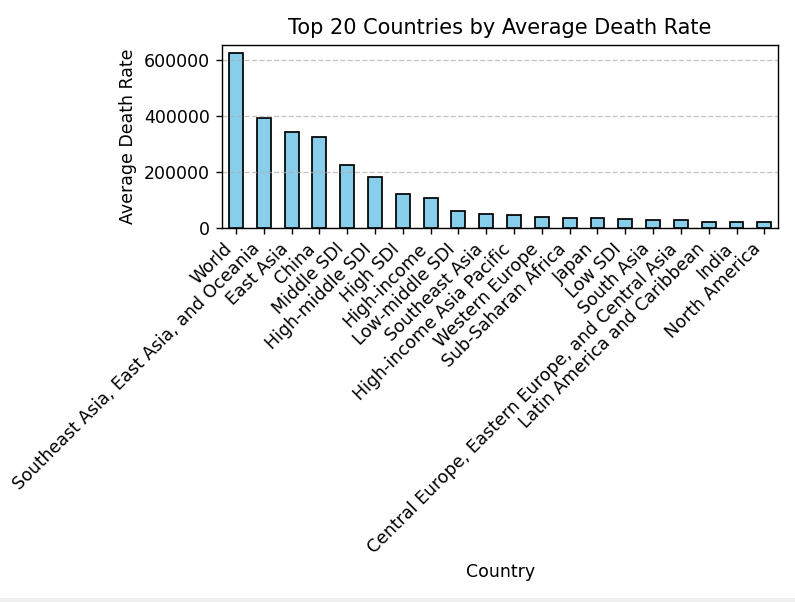 Top 20 Countries by Average Death Rate
Average Death Rate
600000
400000
200000
0
World
Southeast Asia, East Asia, and Oceania
East Asia
China
Middle SDI
High-middle SDI
High SDI
High-income
Low-middle SDI
Southeast Asia
High-income Asia Pacific
Western Europe
Sub-Saharan Africa
Japan
Low SDI
South Asia
Central Europe, Eastern Europe, and Central Asia
Latin America and Caribbean
India
North America
Country